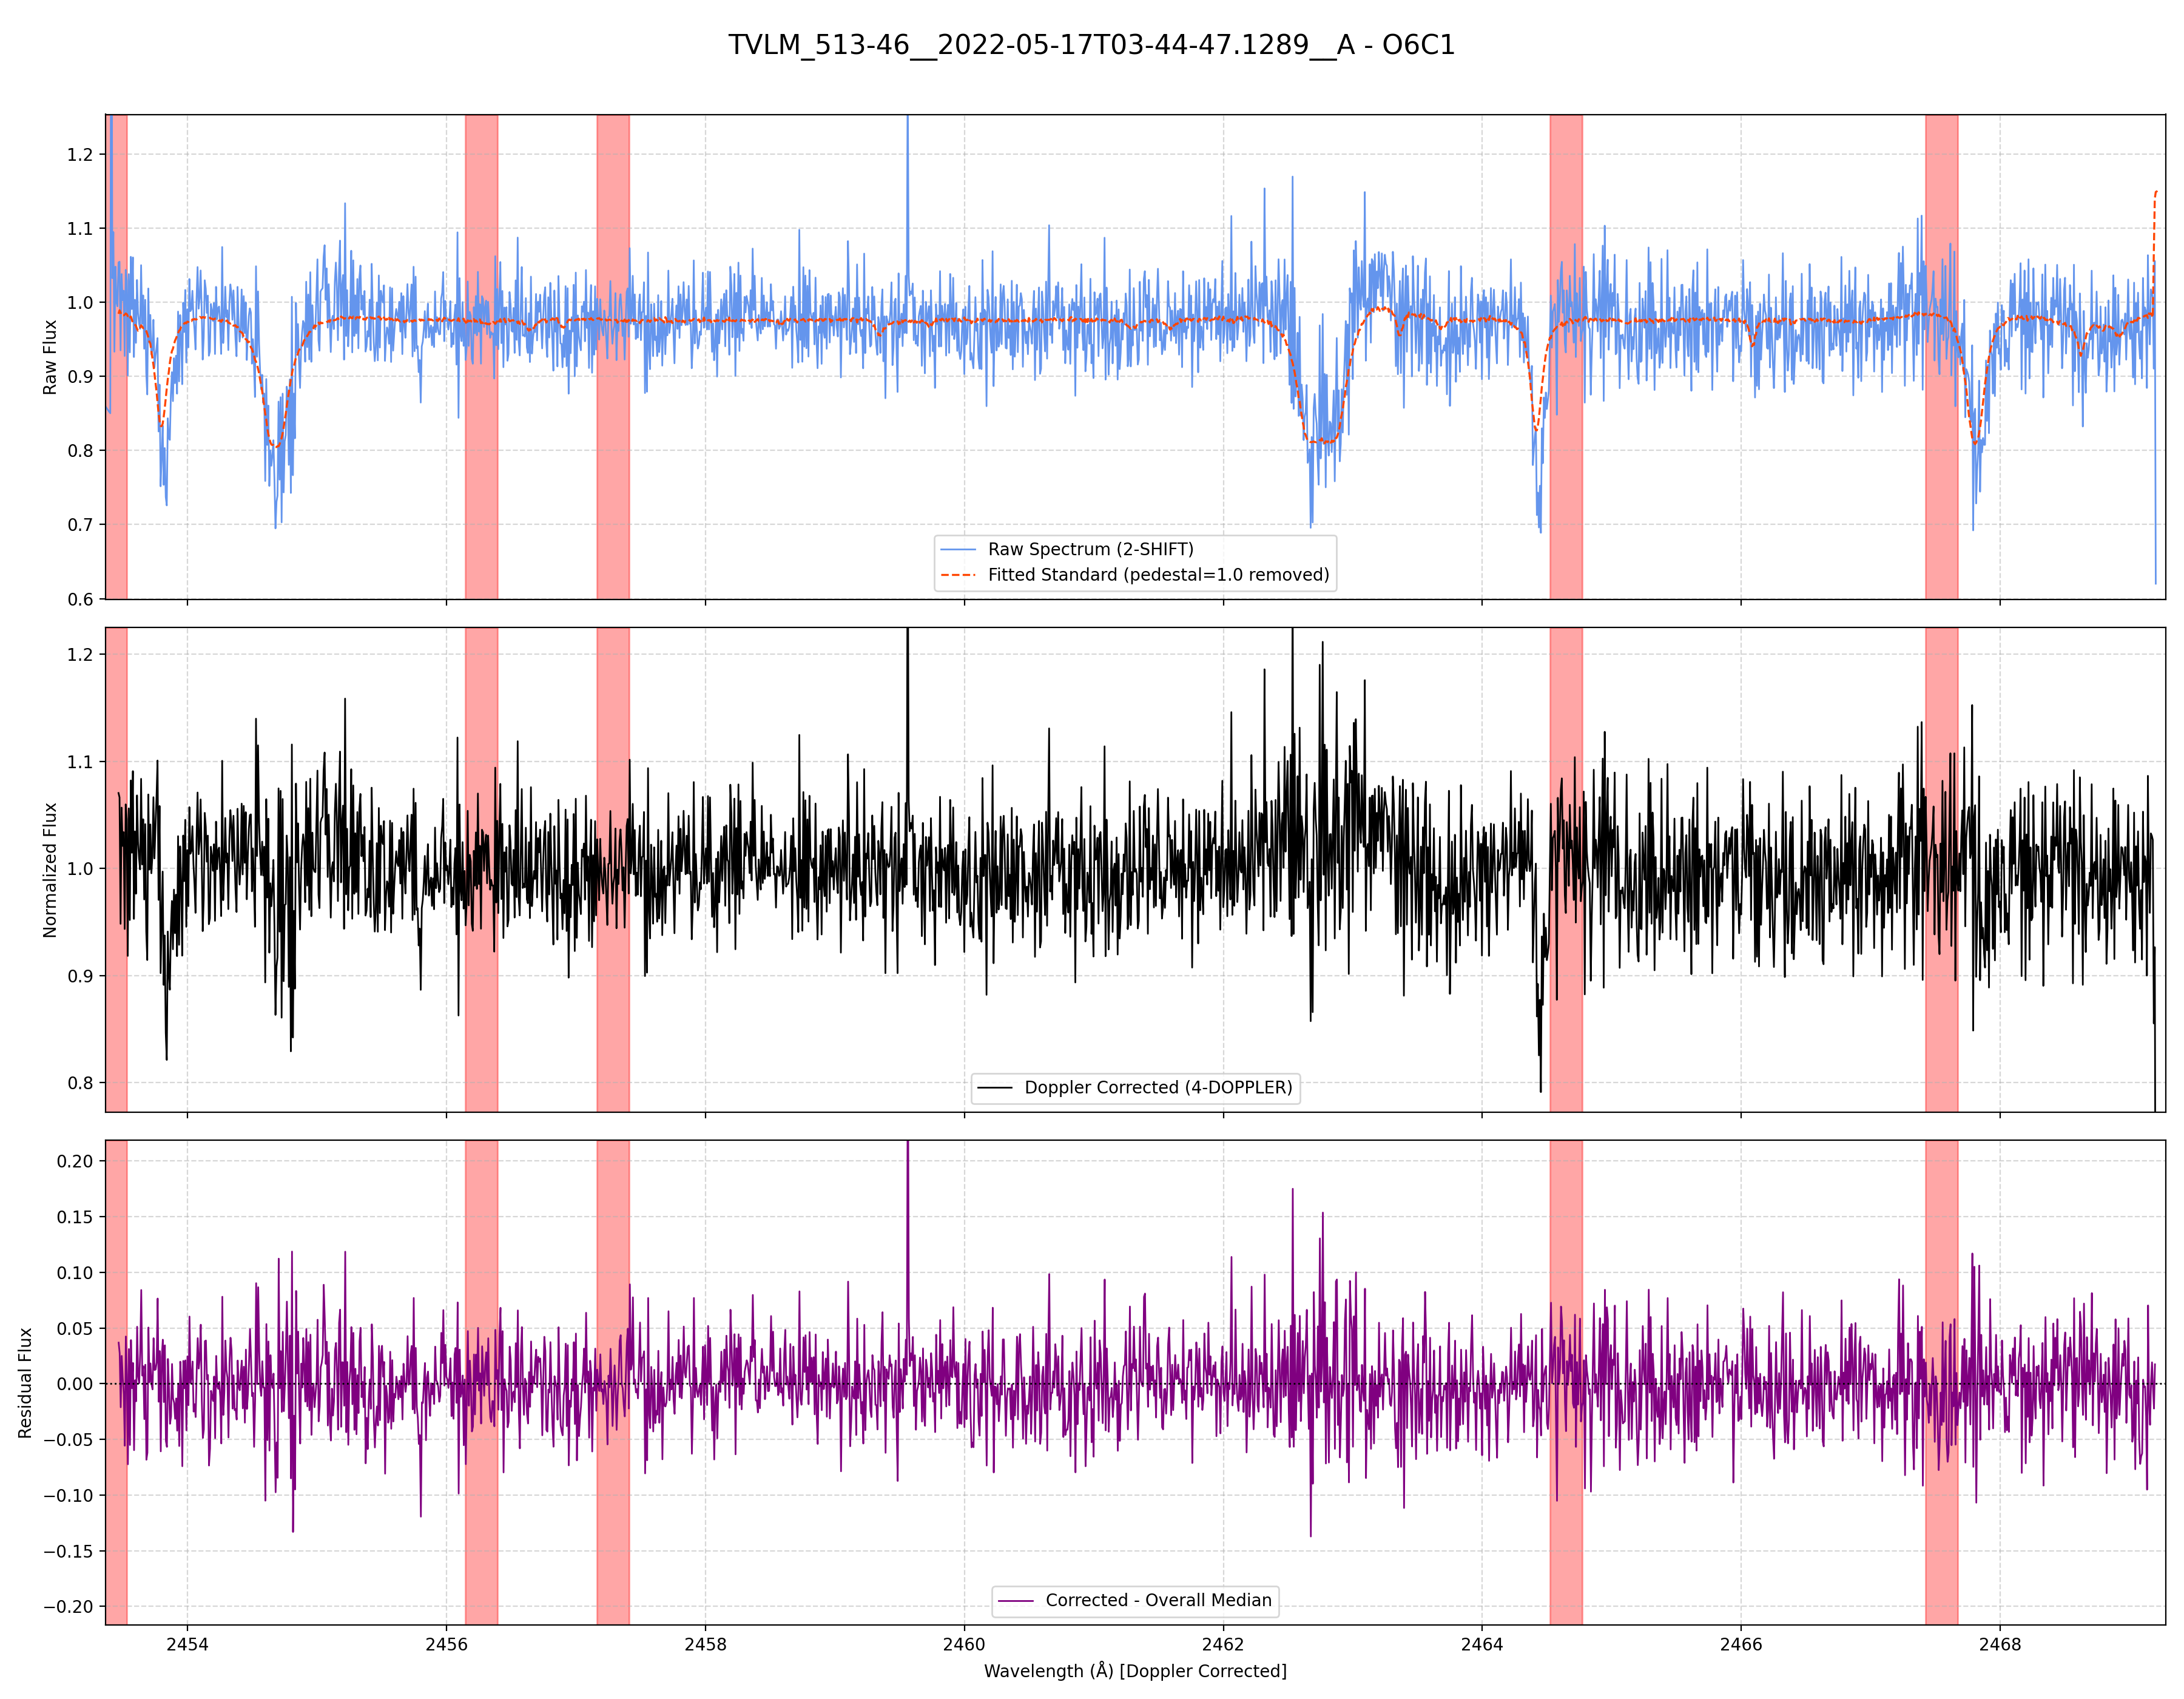 TVLM_513-46__2022-05-17T03-44-47.1289__A - O6C1
1.2
1.1
1.0
0.9
0.8
0.7
0.6
Raw Flux
Raw Spectrum (2-SHIFT)
Fitted Standard (pedestal=1.0 removed)
1.2
1.1
1.0
0.9
0.8
Normalized Flux
Doppler Corrected (4-DOPPLER)
0.20
0.15
0.10
0.05
0.00
−0.05
−0.10
−0.15
−0.20
Residual Flux
Corrected - Overall Median
2454 2456 2458 2460 2462 2464 2466 2468
Wavelength (Å) [Doppler Corrected]